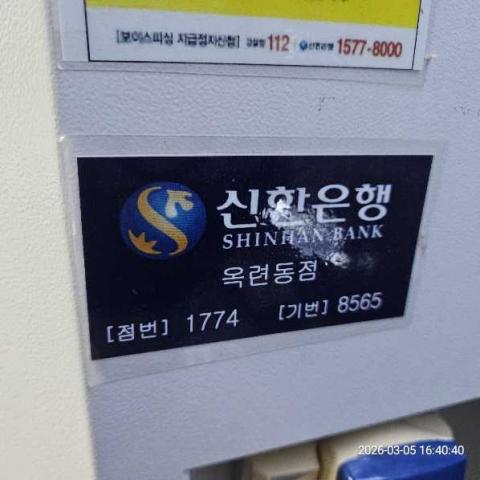 [보이스피싱 지급정지신청] 경찰청 112 | 신한은행 1577-8000
신한은행
SHINHAN BANK
옥련동점
[점번] 1774 [기번] 8565
2026-03-05 16:40:40